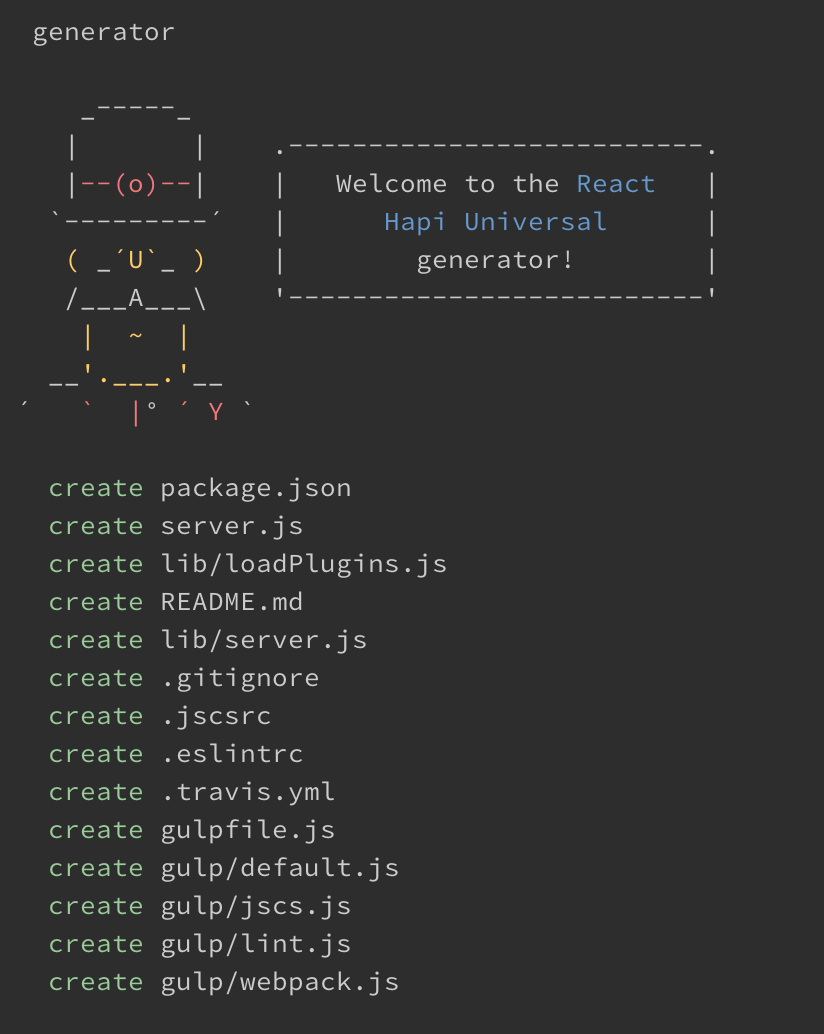 generator
     _-----_
    |       |    .--------------------------.
    |--(o)--|    |   Welcome to the React   |
   `---------´   |      Hapi Universal      |
    ( _´U`_ )    |        generator!        |
    /___A___\    '--------------------------'
     |  ~  |
   __'.___.'__
 ´   `  |° ´ Y `
   create package.json
   create server.js
   create lib/loadPlugins.js
   create README.md
   create lib/server.js
   create .gitignore
   create .jscsrc
   create .eslintrc
   create .travis.yml
   create gulpfile.js
   create gulp/default.js
   create gulp/jscs.js
   create gulp/lint.js
   create gulp/webpack.js